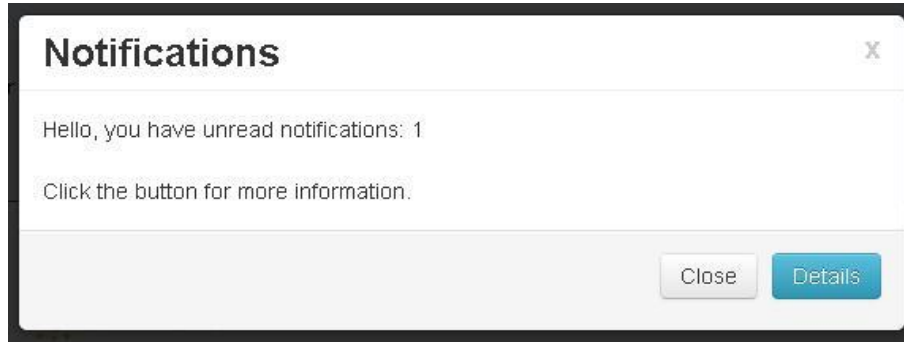 Notifications x
Hello, you have unread notifications: 1
Click the button for more information.
Close Details